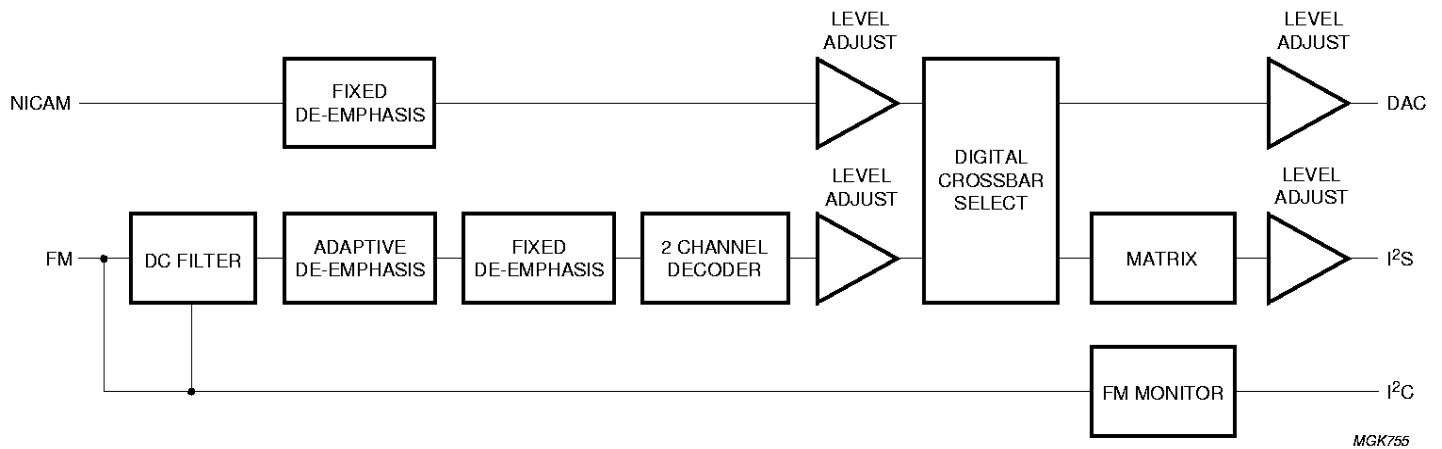 LEVEL
ADJUST
LEVEL
ADJUST
NICAM
FIXED
DE-EMPHASIS
DAC
DIGITAL
CROSSBAR
SELECT
LEVEL
ADJUST
LEVEL
ADJUST
FM
DC FILTER
ADAPTIVE
DE-EMPHASIS
FIXED
DE-EMPHASIS
2 CHANNEL
DECODER
MATRIX
I²S
FM MONITOR
I²C
MGK755